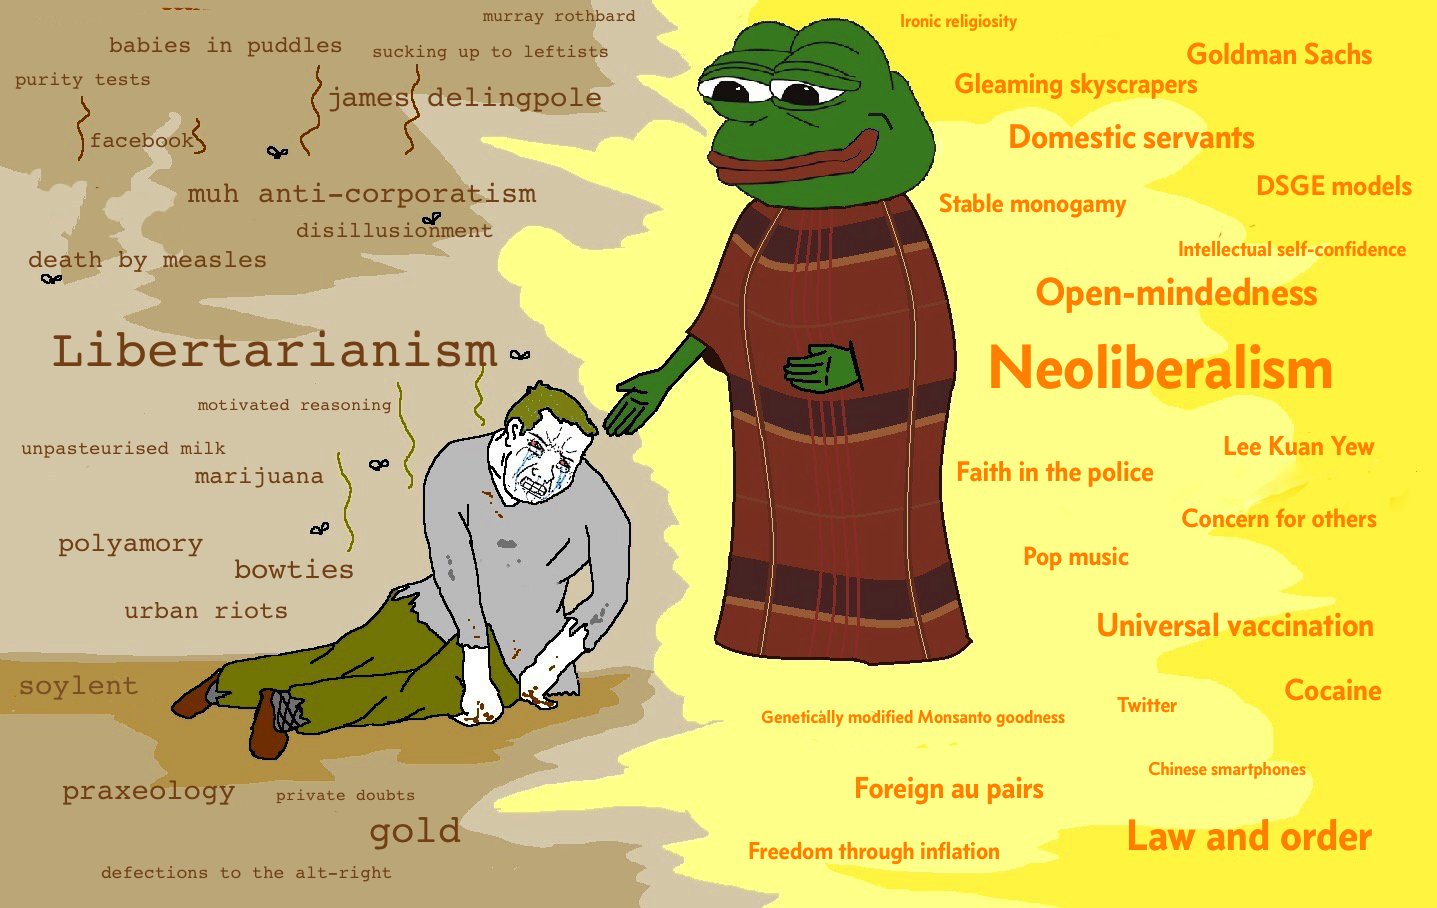 murray rothbard
babies in puddles
sucking up to leftists
purity tests
james delingpole
facebook
muh anti-corporatism
disillusionment
death by measles
Libertarianism
motivated reasoning
unpasteurised milk
marijuana
polyamory
bowties
urban riots
soylent
praxeology
private doubts
gold
defections to the alt-right
Ironic religiosity
Goldman Sachs
Gleaming skyscrapers
Domestic servants
DSGE models
Stable monogamy
Intellectual self-confidence
Open-mindedness
Neoliberalism
Lee Kuan Yew
Faith in the police
Concern for others
Pop music
Universal vaccination
Cocaine
Twitter
Genetically modified Monsanto goodness
Chinese smartphones
Foreign au pairs
Law and order
Freedom through inflation